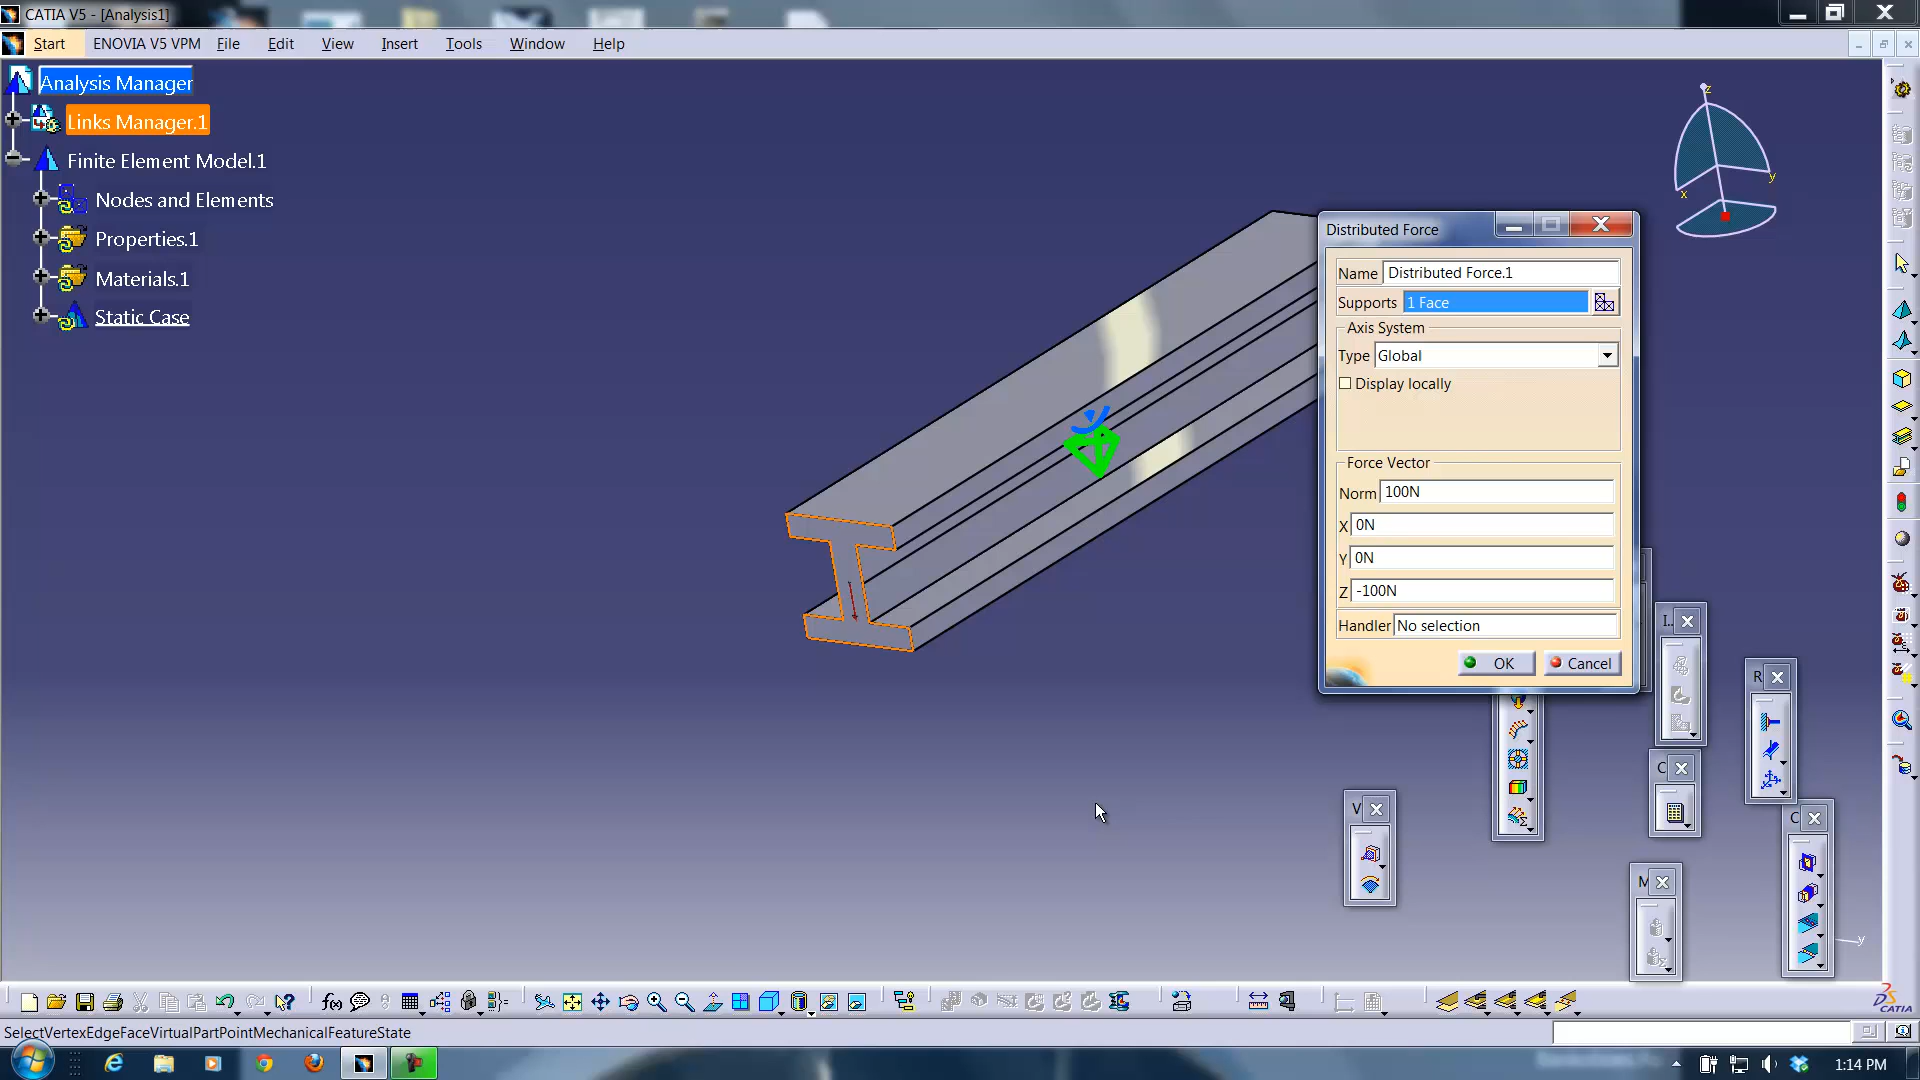 CATIA V5 - [Analysis1]
Start ENOVIA V5 VPM File Edit View Insert Tools Window Help
Analysis Manager
Links Manager.1
Finite Element Model.1
Nodes and Elements
Properties.1
Materials.1
Static Case
z
x
y
Distributed Force
Name Distributed Force.1
Supports 1 Face
Axis System
Type Global
Display locally
Force Vector
Norm 100N
X 0N
Y 0N
Z -100N
Handler No selection
OK Cancel
I..
R
C
V
C
M
y
f(x)
CATIA
SelectVertexEdgeFaceVirtualPartPointMechanicalFeatureState
1:14 PM